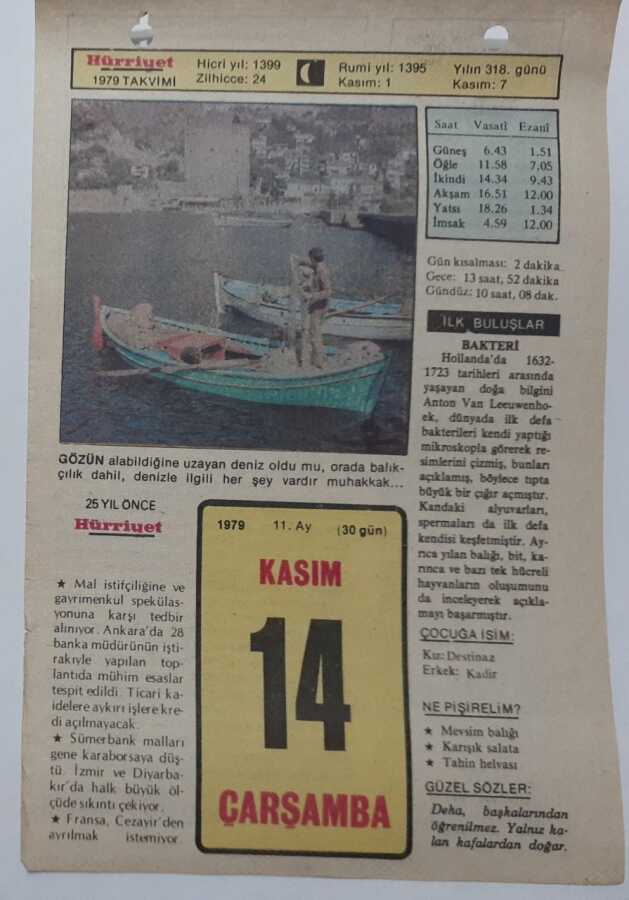 Hürriyet
1979 TAKVİMİ
Hicri yıl: 1399
Zilhicce: 24
Rumi yıl: 1395
Kasım: 1
Yılın 318. günü
Kasım: 7
Saat Vasatî Ezanî
Güneş 6.43 1.51
Öğle 11.58 7.05
İkindi 14.34 9.43
Akşam 16.51 12.00
Yatsı 18.26 1.34
İmsak 4.59 12.00
Gün kısalması: 2 dakika
Gece: 13 saat, 52 dakika
Gündüz: 10 saat, 08 dak.
İLK BULUŞLAR
BAKTERİ
Hollanda'da 1632-
1723 tarihleri arasında
yaşayan doğa bilgini
Anton Van Leeuwenho-
ek, dünyada ilk defa
bakterileri kendi yaptığı
mikroskopla görerek re-
simlerini çizmiş, bunları
açıklamış, böylece tıpta
büyük bir çığır açmıştır.
Kandaki alyuvarları,
spermaları da ilk defa
kendisi keşfetmiştir. Ay-
rıca yılan balığı, bit, ka-
rınca ve bazı tek hücreli
hayvanların oluşumunu
da inceleyerek açıkla-
mayı başarmıştır.
ÇOCUĞA İSİM:
Kız: Destinaz
Erkek: Kadir
NE PİŞİRELİM?
★ Mevsim balığı
★ Karışık salata
★ Tahin helvası
GÜZEL SÖZLER:
Deha, başkalarından
öğrenilmez. Yalnız ka-
lan kafalardan doğar.
GÖZÜN alabildiğine uzayan deniz oldu mu, orada balık-
çılık dahil, denizle ilgili her şey vardır muhakkak...
25 YIL ÖNCE
Hürriyet
★ Mal istifçiliğine ve
gayrımenkul spekülas-
yonuna karşı tedbir
alınıyor. Ankara'da 28
banka müdürünün işti-
rakiyle yapılan top-
lantıda mühim esaslar
tespit edildi. Ticari ka-
idelere aykırı işlere kre-
di açılmayacak.
★ Sümerbank malları
gene karaborsaya düş-
tü. İzmir ve Diyarba-
kır'da halk büyük öl-
çüde sıkıntı çekiyor.
★ Fransa, Cezayir'den
ayrılmak istemiyor.
1979 11. Ay (30 gün)
KASIM
14
ÇARŞAMBA